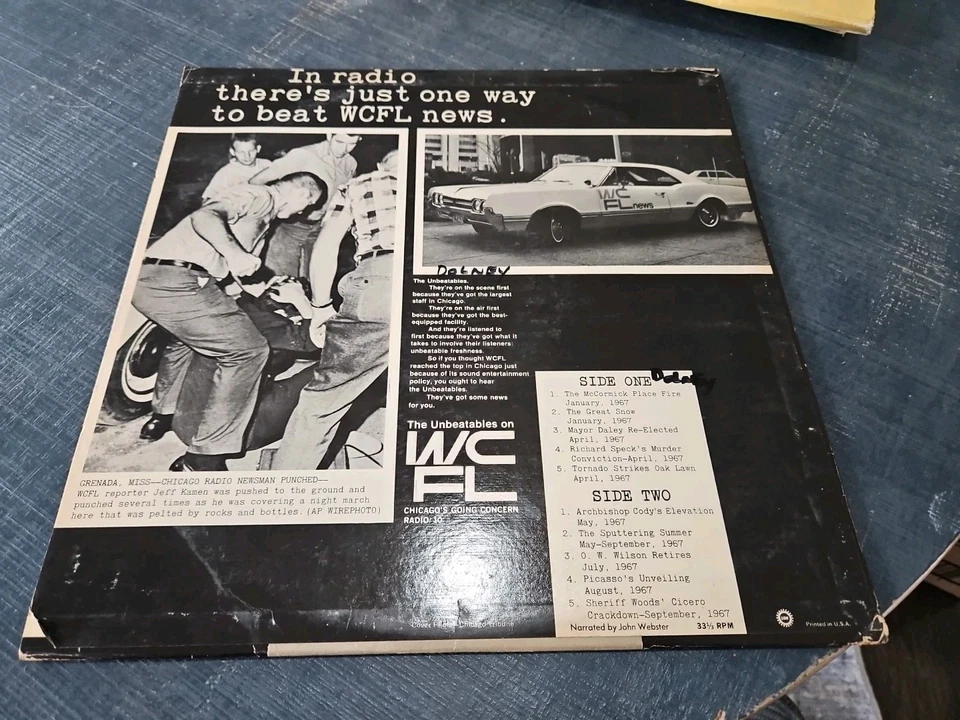 In radio
there's just one way
to beat WCFL news.
WC
FL news
Dolney
The Unbeatables.
They're on the scene first
because they've got the largest
staff in Chicago.
They're on the air first
because they've got the best-
equipped facility.
And they're listened to
first because they've got what it
takes to involve their listeners:
unbeatable freshness.
So if you thought WCFL
reached the top in Chicago just
because of its sound entertainment
policy, you ought to hear
the Unbeatables.
They've got some news
for you.
The Unbeatables on
WC
FL
CHICAGO'S GOING CONCERN
RADIO 10
GRENADA, MISS—CHICAGO RADIO NEWSMAN PUNCHED—
WCFL reporter Jeff Kamen was pushed to the ground and
punched several times as he was covering a night march
here that was pelted by rocks and bottles. (AP WIREPHOTO)
SIDE ONE Dolney
1. The McCormick Place Fire
January, 1967
2. The Great Snow
January, 1967
3. Mayor Daley Re-Elected
April, 1967
4. Richard Speck's Murder
Conviction—April, 1967
5. Tornado Strikes Oak Lawn
April, 1967
SIDE TWO
1. Archbishop Cody's Elevation
May, 1967
2. The Sputtering Summer
May—September, 1967
3. O. W. Wilson Retires
July, 1967
4. Picasso's Unveiling
August, 1967
5. Sheriff Woods' Cicero
Crackdown—September, 1967
Narrated by John Webster 33⅓ RPM
Chicago Tribune
Printed in U.S.A.